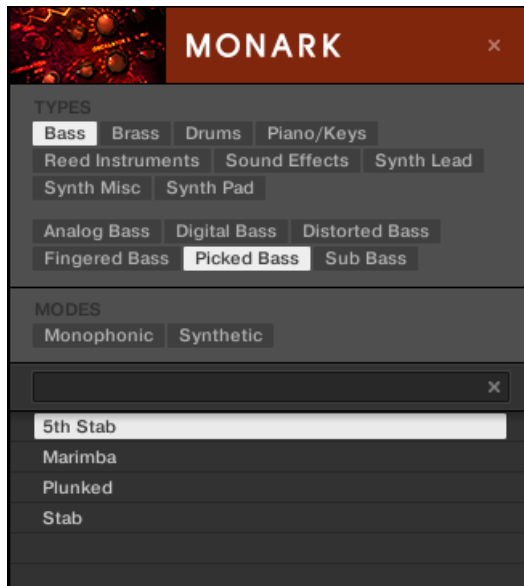 MONARK
TYPES
Bass Brass Drums Piano/Keys
Reed Instruments Sound Effects Synth Lead
Synth Misc Synth Pad
Analog Bass Digital Bass Distorted Bass
Fingered Bass Picked Bass Sub Bass
MODES
Monophonic Synthetic
5th Stab
Marimba
Plunked
Stab